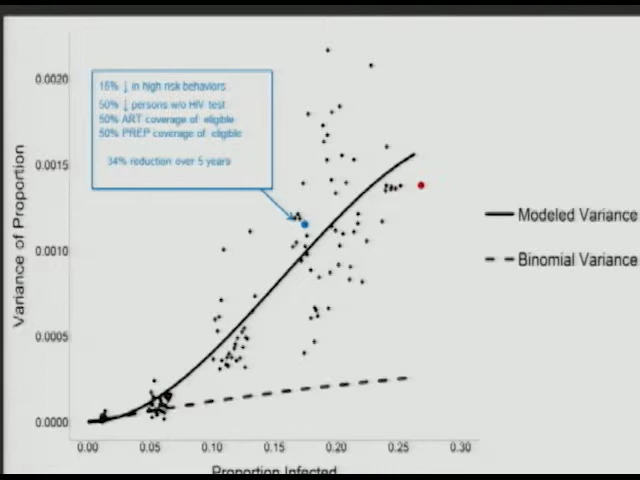 0.0020
0.0015
0.0010
0.0005
0.0000
Variance of Proportion
15% ↓ in high risk behaviors
50% ↓ persons w/o HIV test
50% ART coverage of eligible
50% PREP coverage of eligible
34% reduction over 5 years
Modeled Variance
Binomial Variance
0.00 0.05 0.10 0.15 0.20 0.25 0.30
Proportion Infected